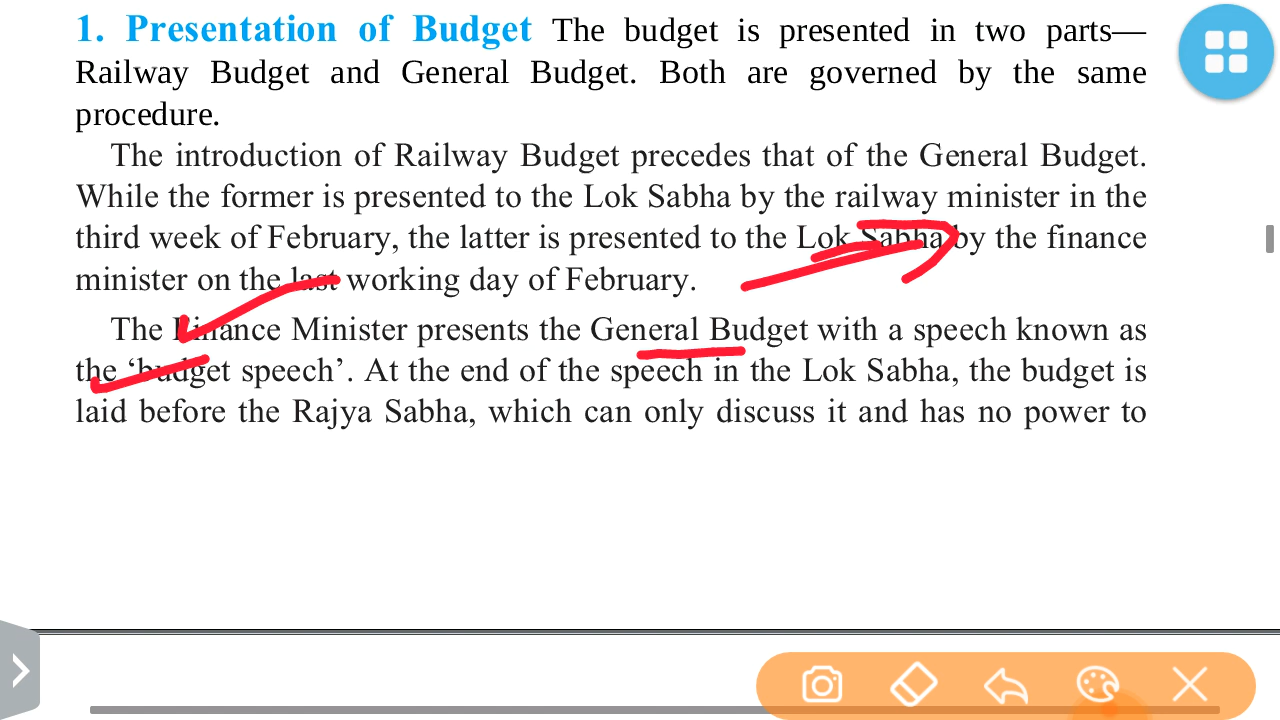 1. Presentation of Budget The budget is presented in two parts—
Railway Budget and General Budget. Both are governed by the same
procedure.
The introduction of Railway Budget precedes that of the General Budget.
While the former is presented to the Lok Sabha by the railway minister in the
third week of February, the latter is presented to the Lok Sabha by the finance
minister on the last working day of February.
The Finance Minister presents the General Budget with a speech known as
the ‘budget speech’. At the end of the speech in the Lok Sabha, the budget is
laid before the Rajya Sabha, which can only discuss it and has no power to